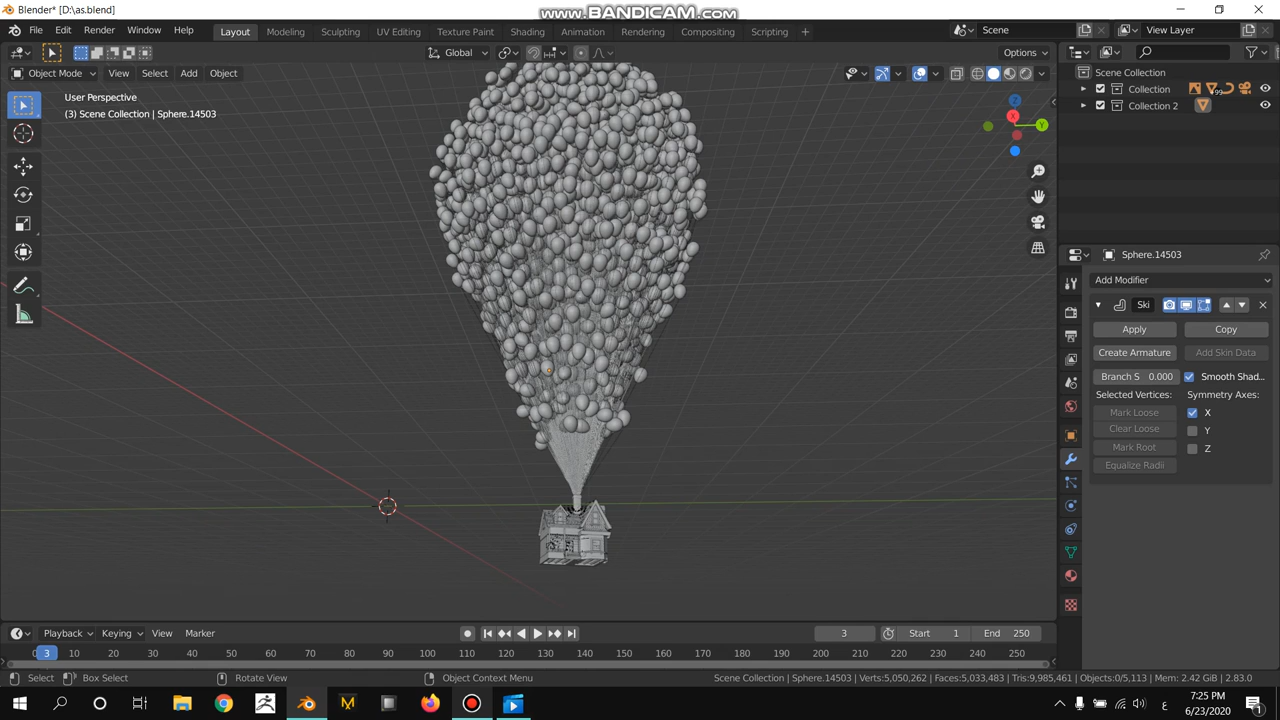 Blender* [D:\as.blend]
www.BANDICAM.com
File Edit Render Window Help
Layout Modeling Sculpting UV Editing Texture Paint Shading Animation Rendering Compositing Scripting +
Scene
View Layer
Global
Options
Object Mode View Select Add Object
User Perspective
(3) Scene Collection | Sphere.14503
X
Y
Z
Scene Collection
Collection
99
Collection 2
Sphere.14503
Add Modifier
Ski
Apply Copy
Create Armature Add Skin Data
Branch S 0.000 Smooth Shad...
Selected Vertices: Symmetry Axes:
Mark Loose X
Clear Loose Y
Mark Root Z
Equalize Radii
Playback Keying View Marker
3
Start 1 End 250
0 3 10 20 30 40 50 60 70 80 90 100 110 120 130 140 150 160 170 180 190 200 210 220 230 240 250
Select Box Select Rotate View Object Context Menu
Scene Collection | Sphere.14503 | Verts:5,050,262 | Faces:5,033,483 | Tris:9,985,461 | Objects:0/5,113 | Mem: 2.42 GiB | 2.83.0
7:25 PM
6/23/2020
1